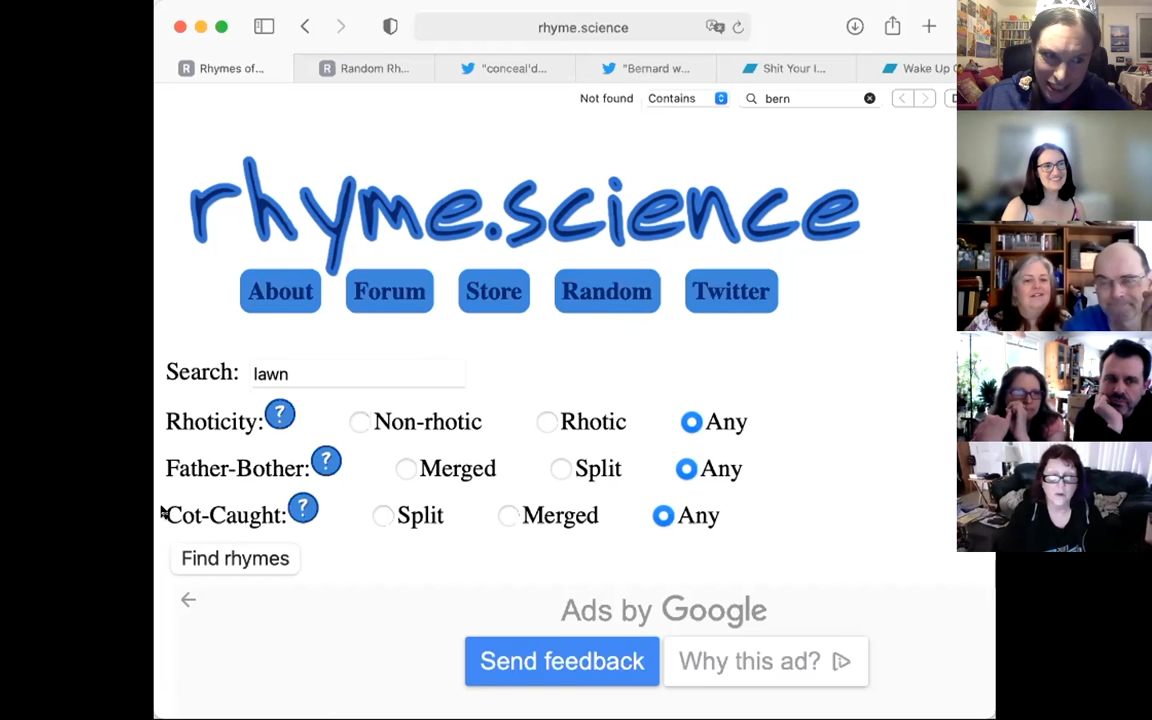 rhyme.science
Rhymes of...
Random Rh...
"conceal'd...
"Bernard w...
Shit Your I...
Wake Up
Not found
Contains
bern
rhyme.science
About
Forum
Store
Random
Twitter
Search:
lawn
Rhoticity:
?
Non-rhotic
Rhotic
Any
Father-Bother:
?
Merged
Split
Any
Cot-Caught:
?
Split
Merged
Any
Find rhymes
Ads by Google
Send feedback
Why this ad?